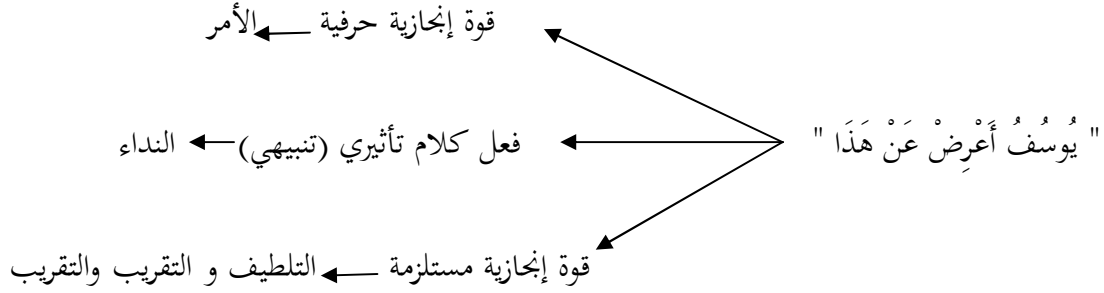 قوة إنجازية حرفية الأمر
" يُوسُفُ أَعْرِضْ عَنْ هَذَا " فعل كلام تأثيري (تنبيهي) النداء
قوة إنجازية مستلزمة التلطيف و التقريب والتقريب